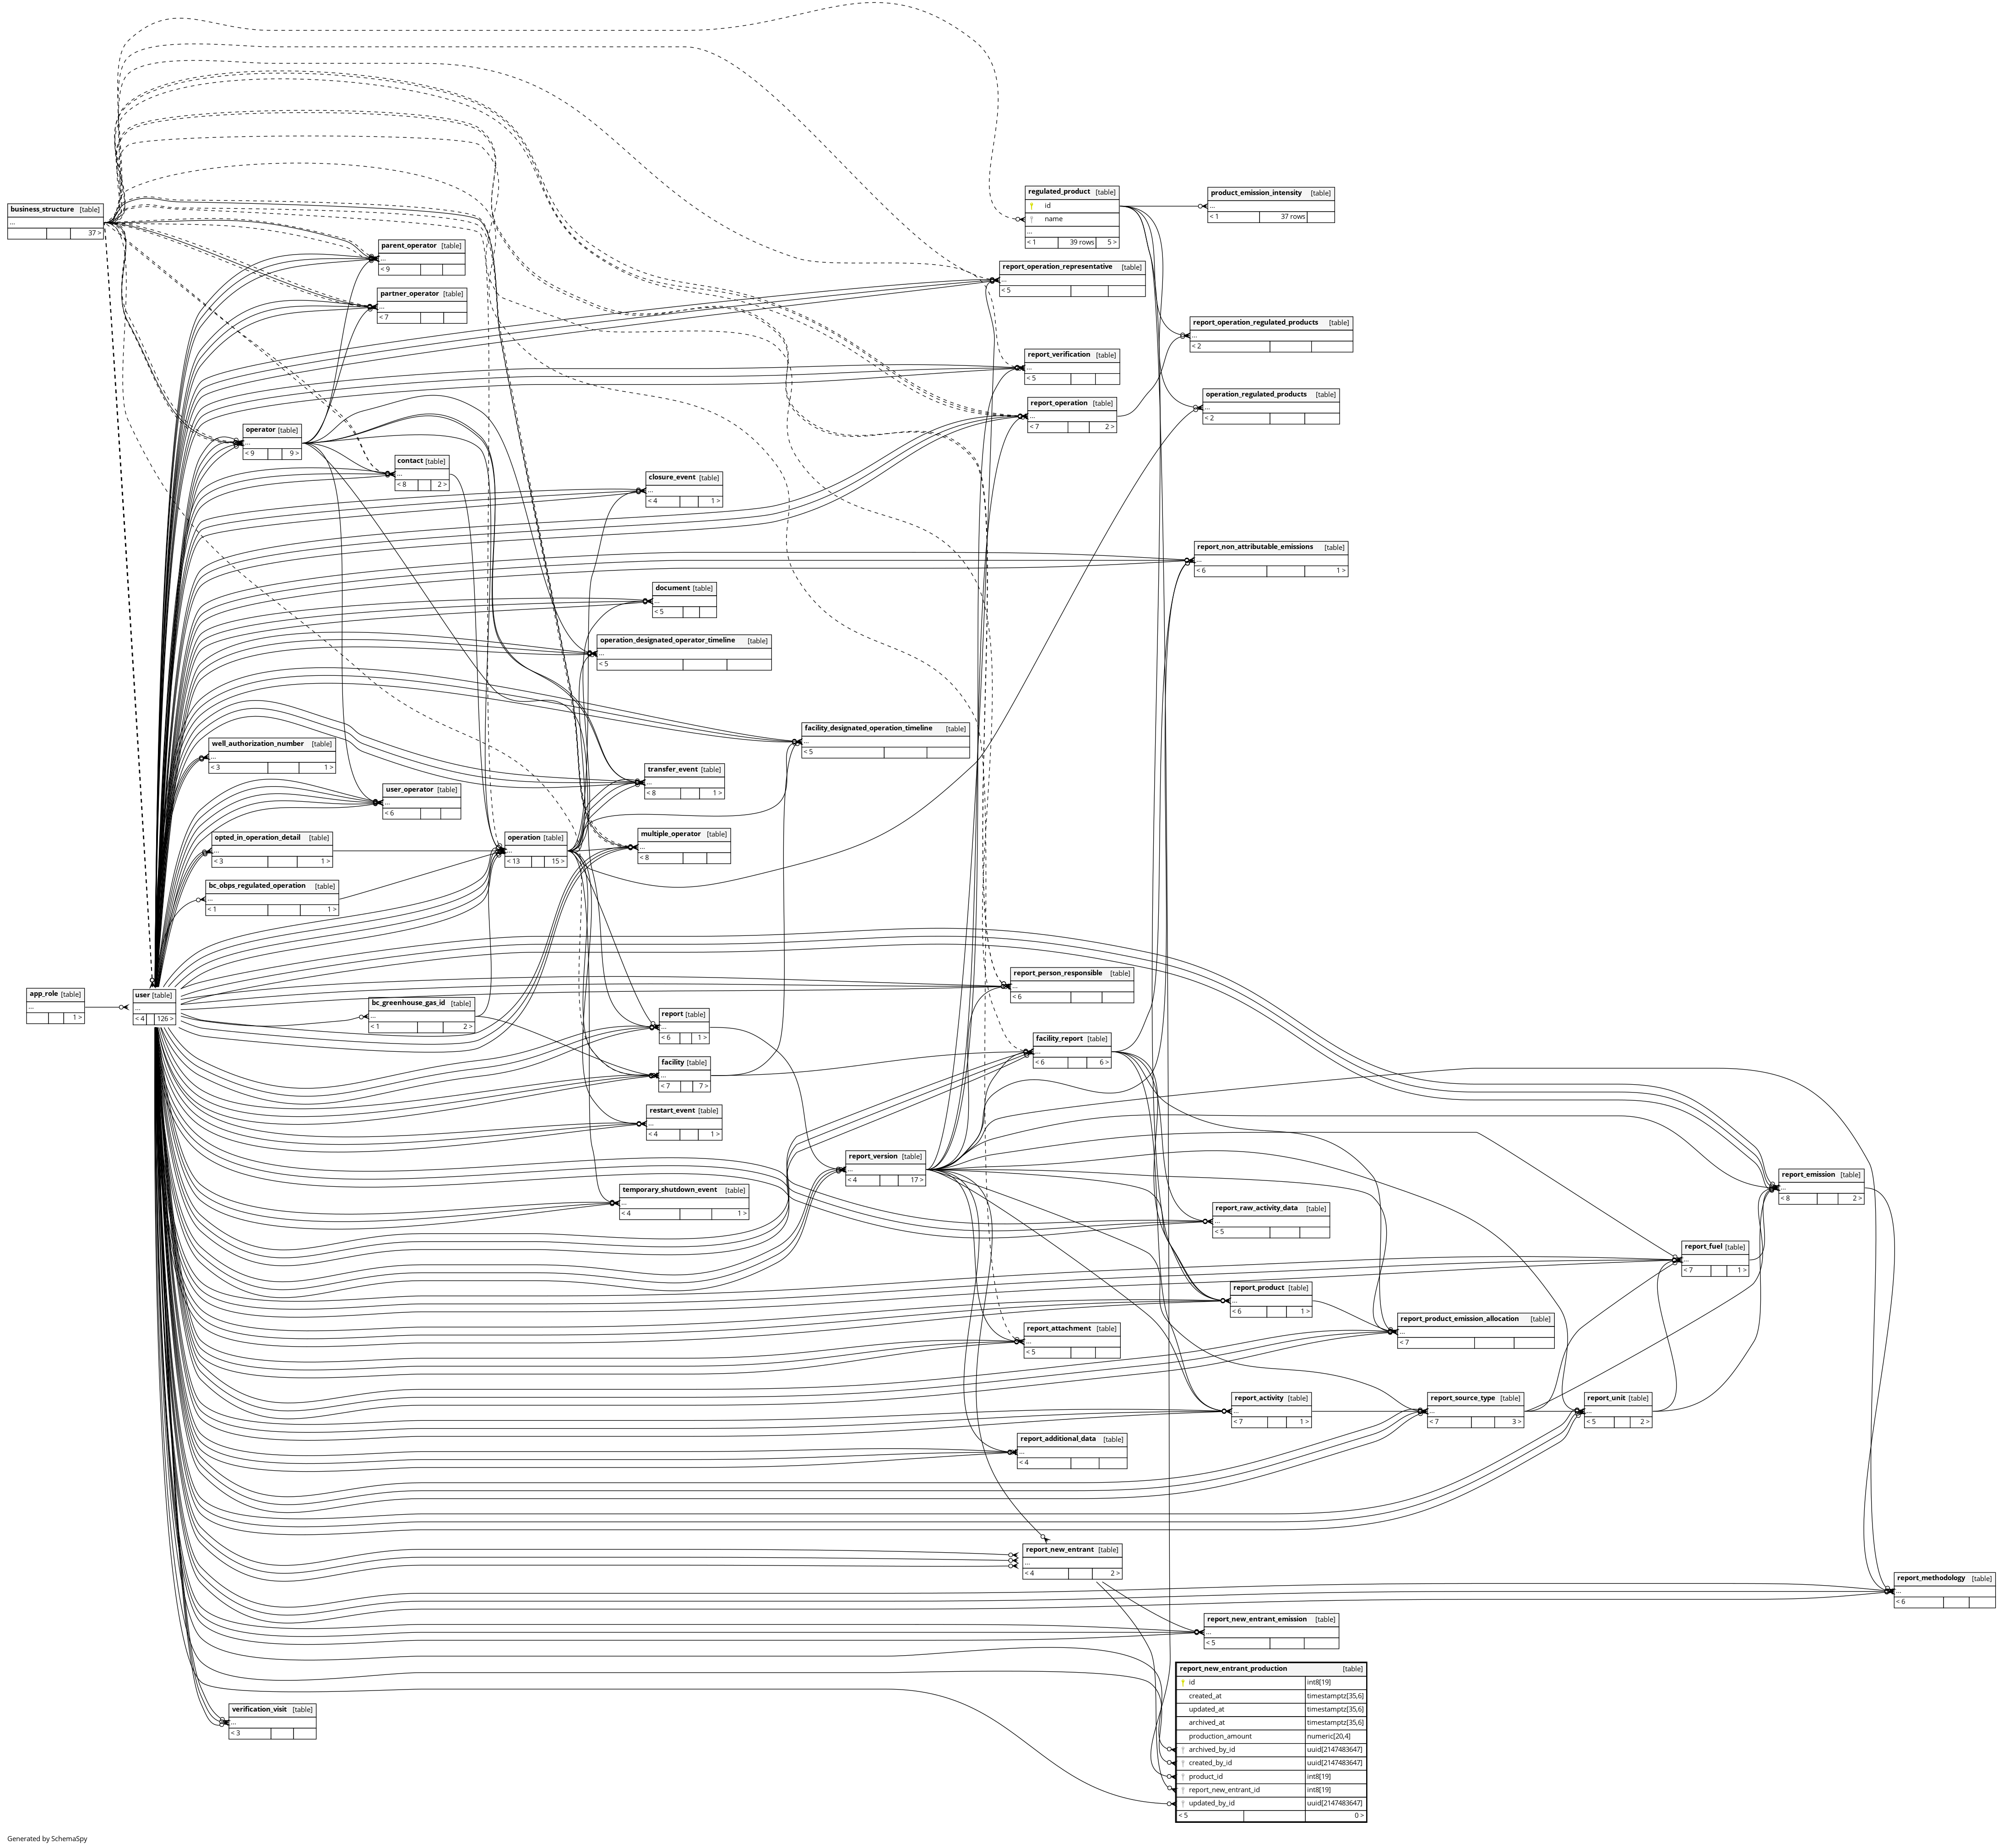 business_structure [table]
...
37 >
regulated_product [table]
id
name
...
< 1 39 rows 5 >
product_emission_intensity [table]
...
< 1 37 rows
parent_operator [table]
...
< 9
report_operation_representative [table]
...
< 5
partner_operator [table]
...
< 7
report_operation_regulated_products [table]
...
< 2
report_verification [table]
...
< 5
operation_regulated_products [table]
...
< 2
report_operation [table]
...
< 7 2 >
operator [table]
...
< 9 9 >
contact [table]
...
< 8 2 >
closure_event [table]
...
< 4 1 >
report_non_attributable_emissions [table]
...
< 6 1 >
document [table]
...
< 5
operation_designated_operator_timeline [table]
...
< 5
facility_designated_operation_timeline [table]
...
< 5
well_authorization_number [table]
...
< 3 1 >
transfer_event [table]
...
< 8 1 >
user_operator [table]
...
< 6
opted_in_operation_detail [table]
...
< 3 1 >
operation [table]
...
< 13 15 >
multiple_operator [table]
...
< 8
bc_obps_regulated_operation [table]
...
< 1 1 >
report_person_responsible [table]
...
< 6
app_role [table]
...
1 >
user [table]
...
< 4 126 >
bc_greenhouse_gas_id [table]
...
< 1 2 >
report [table]
...
< 6 1 >
facility_report [table]
...
< 6 6 >
facility [table]
...
< 7 7 >
restart_event [table]
...
< 4 1 >
report_version [table]
...
< 4 17 >
report_emission [table]
...
< 8 2 >
temporary_shutdown_event [table]
...
< 4 1 >
report_raw_activity_data [table]
...
< 5
report_fuel [table]
...
< 7 1 >
report_product [table]
...
< 6 1 >
report_product_emission_allocation [table]
...
< 7
report_attachment [table]
...
< 5
report_activity [table]
...
< 7 1 >
report_source_type [table]
...
< 7 3 >
report_unit [table]
...
< 5 2 >
report_additional_data [table]
...
< 4
report_new_entrant [table]
...
< 4 2 >
report_methodology [table]
...
< 6
report_new_entrant_emission [table]
...
< 5
report_new_entrant_production [table]
id int8[19]
created_at timestamptz[35,6]
updated_at timestamptz[35,6]
archived_at timestamptz[35,6]
production_amount numeric[20,4]
archived_by_id uuid[2147483647]
created_by_id uuid[2147483647]
product_id int8[19]
report_new_entrant_id int8[19]
updated_by_id uuid[2147483647]
< 5 0 >
verification_visit [table]
...
< 3
Generated by SchemaSpy